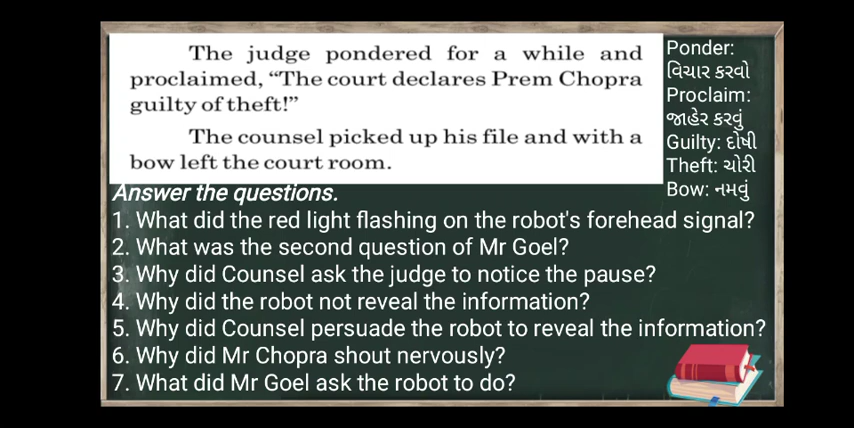 The judge pondered for a while and
proclaimed, “The court declares Prem Chopra
guilty of theft!”
The counsel picked up his file and with a
bow left the court room.
Ponder:
વિચાર કરવો
Proclaim:
જાહેર કરવું
Guilty: દોષી
Theft: ચોરી
Bow: નમવું
Answer the questions.
1. What did the red light flashing on the robot's forehead signal?
2. What was the second question of Mr Goel?
3. Why did Counsel ask the judge to notice the pause?
4. Why did the robot not reveal the information?
5. Why did Counsel persuade the robot to reveal the information?
6. Why did Mr Chopra shout nervously?
7. What did Mr Goel ask the robot to do?